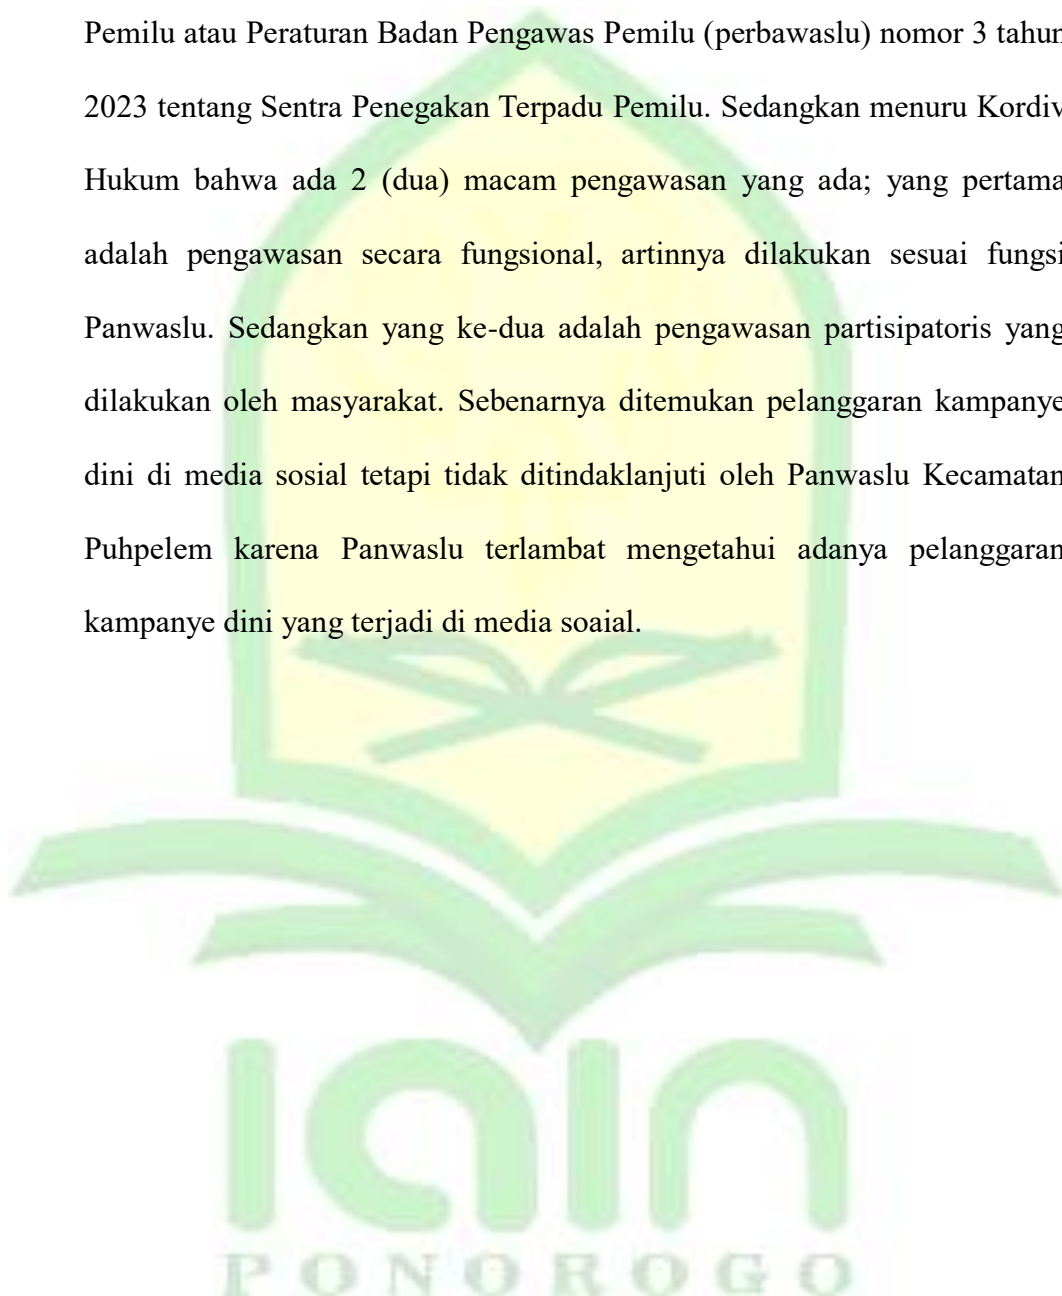 Pemilu atau Peraturan Badan Pengawas Pemilu (perbawaslu) nomor 3 tahun
2023 tentang Sentra Penegakan Terpadu Pemilu. Sedangkan menuru Kordiv
Hukum bahwa ada 2 (dua) macam pengawasan yang ada; yang pertama
adalah pengawasan secara fungsional, artinnya dilakukan sesuai fungsi
Panwaslu. Sedangkan yang ke-dua adalah pengawasan partisipatoris yang
dilakukan oleh masyarakat. Sebenarnya ditemukan pelanggaran kampanye
dini di media sosial tetapi tidak ditindaklanjuti oleh Panwaslu Kecamatan
Puhpelem karena Panwaslu terlambat mengetahui adanya pelanggaran
kampanye dini yang terjadi di media soaial.
iain
PONOROGO